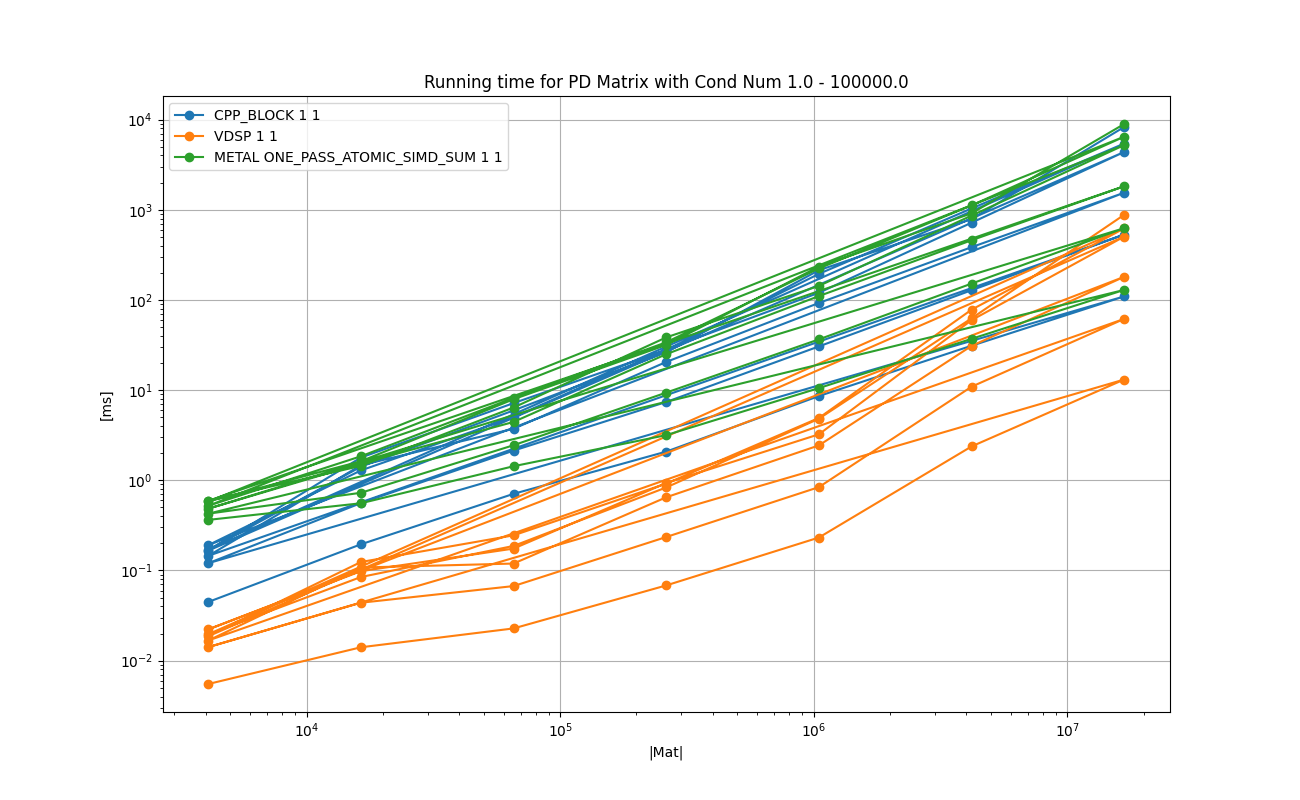 Running time for PD Matrix with Cond Num 1.0 - 100000.0
CPP_BLOCK 1 1
VDSP 1 1
METAL ONE_PASS_ATOMIC_SIMD_SUM 1 1
[ms]
10⁴
10³
10²
10¹
10⁰
10⁻¹
10⁻²
10⁴ 10⁵ 10⁶ 10⁷
|Mat|